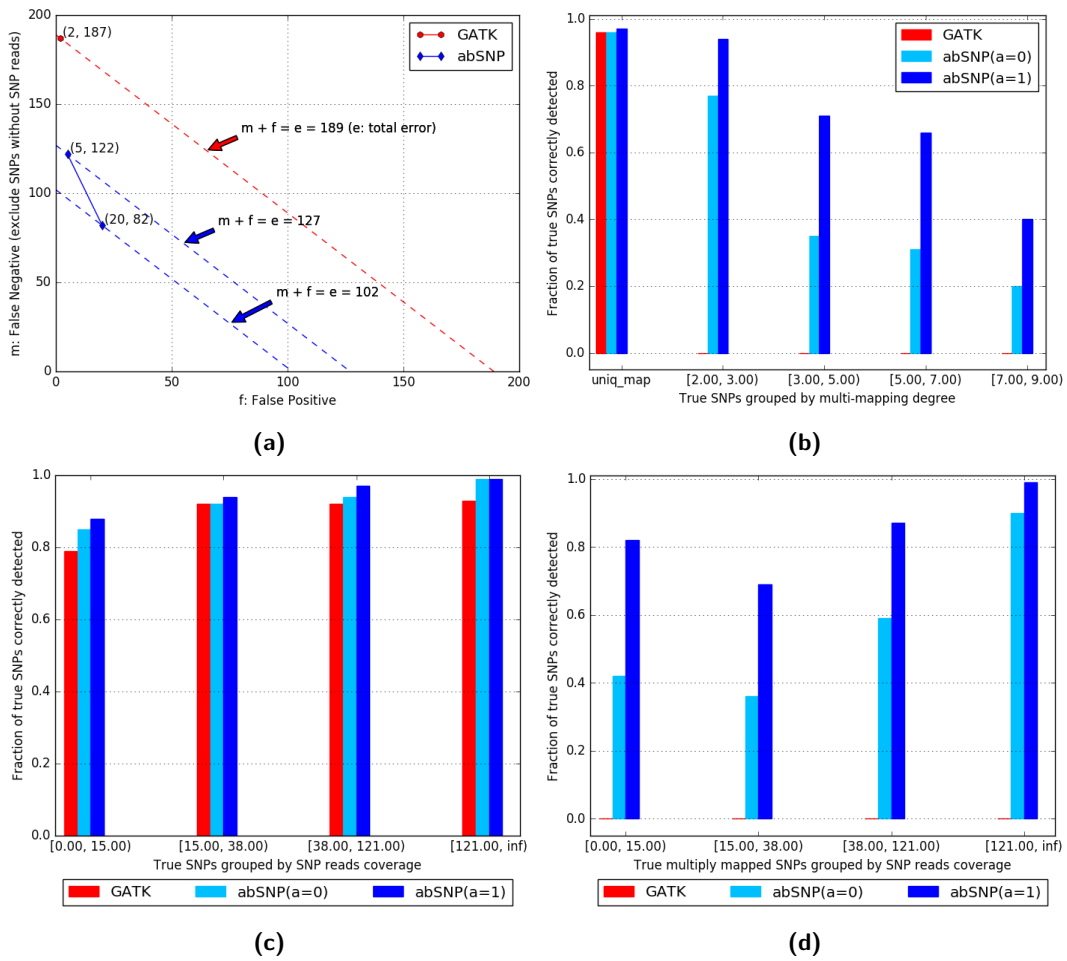 200
150
100
50
0
m: False Negative (exclude SNPs without SNP reads)
(2, 187)
GATK
abSNP
m + f = e = 189 (e: total error)
(5, 122)
(20, 82)
m + f = e = 127
m + f = e = 102
0 50 100 150 200
f: False Positive
(a)
1.0
0.8
0.6
0.4
0.2
0.0
Fraction of true SNPs correctly detected
GATK
abSNP(a=0)
abSNP(a=1)
uniq_map [2.00, 3.00) [3.00, 5.00) [5.00, 7.00) [7.00, 9.00)
True SNPs grouped by multi-mapping degree
(b)
1.0
0.8
0.6
0.4
0.2
0.0
Fraction of true SNPs correctly detected
[0.00, 15.00) [15.00, 38.00) [38.00, 121.00) [121.00, inf)
True SNPs grouped by SNP reads coverage
GATK abSNP(a=0) abSNP(a=1)
(c)
1.0
0.8
0.6
0.4
0.2
0.0
Fraction of true SNPs correctly detected
[0.00, 15.00) [15.00, 38.00) [38.00, 121.00) [121.00, inf)
True multiply mapped SNPs grouped by SNP reads coverage
GATK abSNP(a=0) abSNP(a=1)
(d)